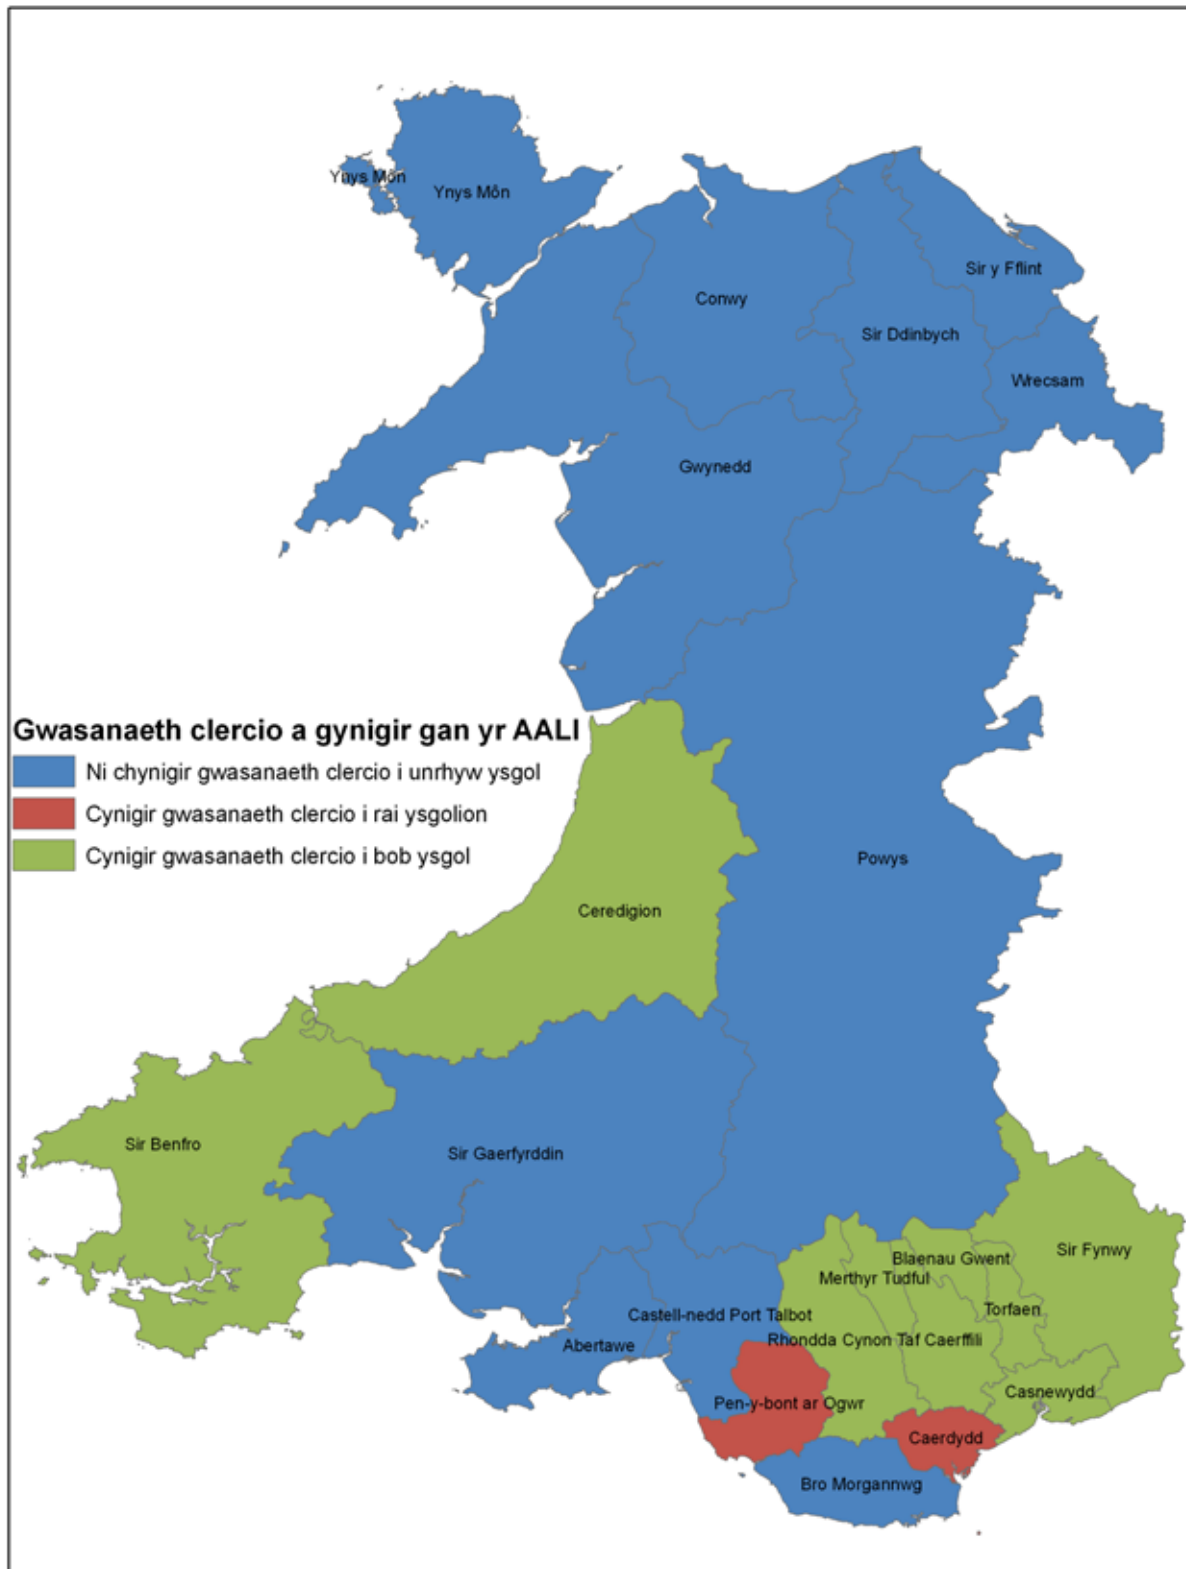 Ynys Môn
Ynys Môn
Sir y Fflint
Conwy
Sir Ddinbych
Wrecsam
Gwynedd
Gwasanaeth clercio a gynigir gan yr AALl
Ni chynigir gwasanaeth clercio i unrhyw ysgol
Cynigir gwasanaeth clercio i rai ysgolion
Cynigir gwasanaeth clercio i bob ysgol
Powys
Ceredigion
Sir Benfro
Sir Gaerfyrddin
Sir Fynwy
Blaenau Gwent
Merthyr Tudful
Torfaen
Castell-nedd Port Talbot
Rhondda Cynon Taf Caerffili
Abertawe
Casnewydd
Pen-y-bont ar Ogwr
Caerdydd
Bro Morgannwg